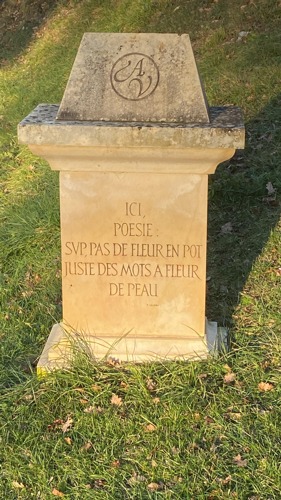 ICI,
POESIE :
SVP, PAS DE FLEUR EN POT
JUSTE DES MOTS A FLEUR
DE PEAU